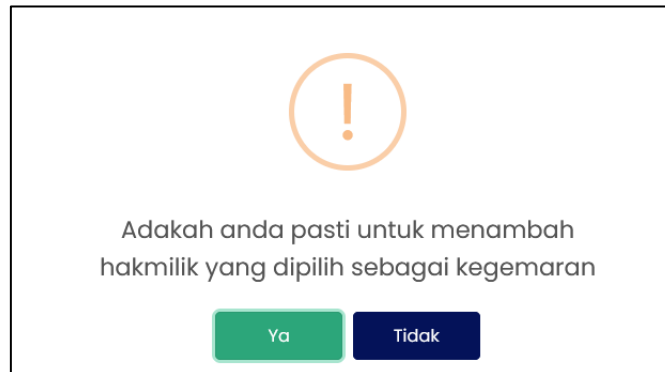 !
Adakah anda pasti untuk menambah
hakmilik yang dipilih sebagai kegemaran
Ya Tidak